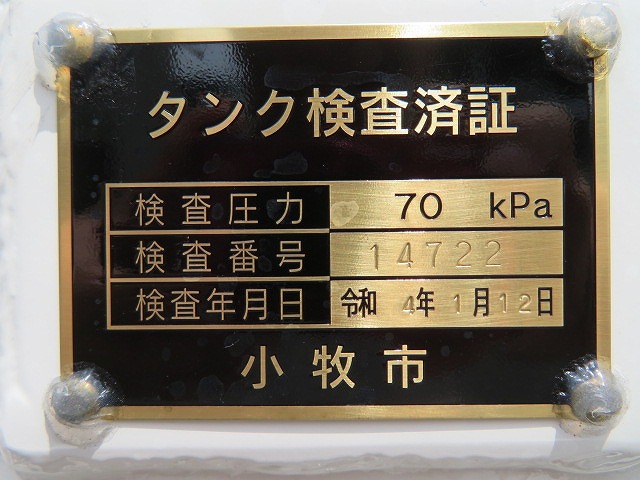 タンク検査済証
検査圧力 70 kPa
検査番号 14722
検査年月日 令和 4年 1月12日
小牧市